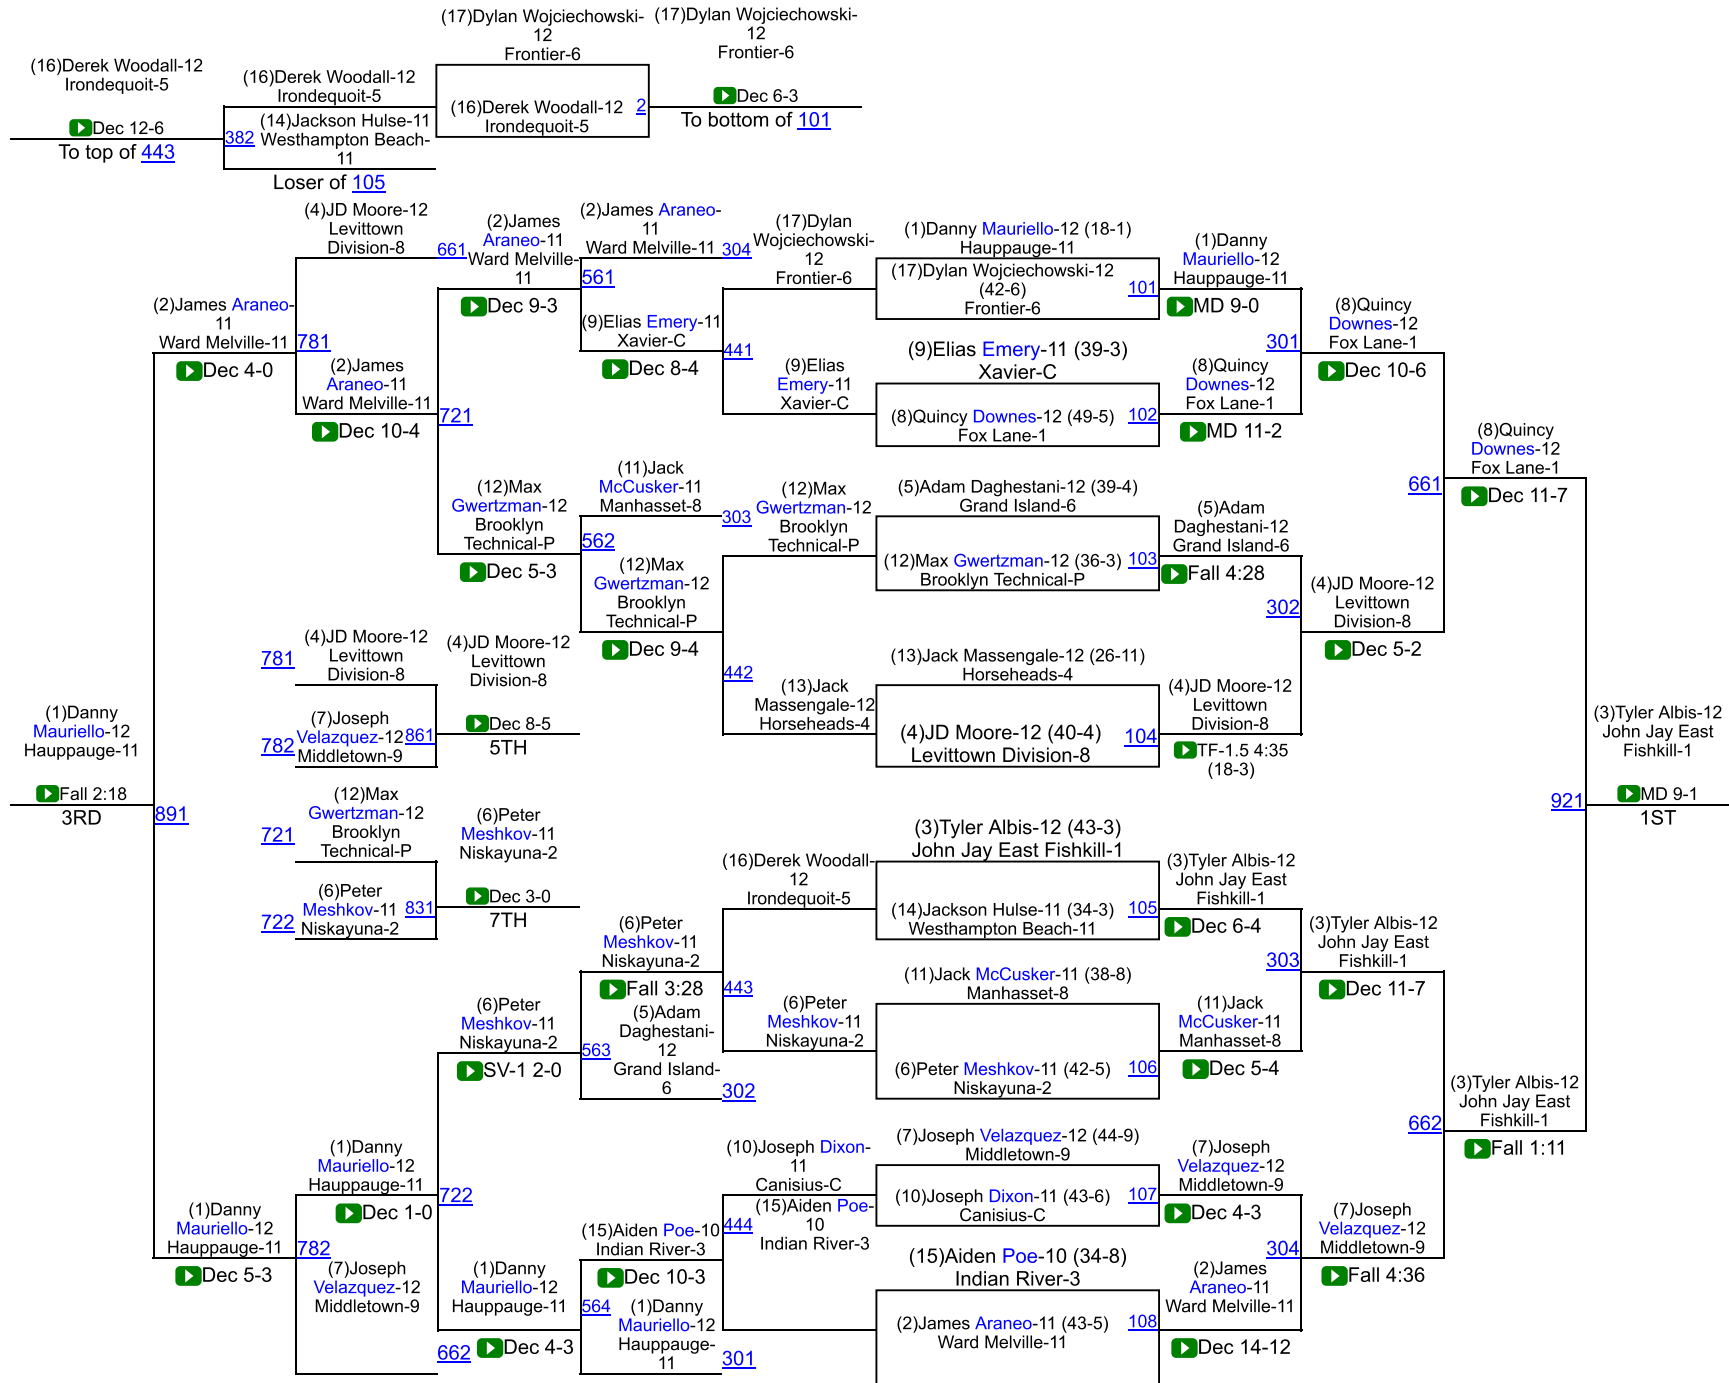 (17)Dylan Wojciechowski-
12
Frontier-6
(17)Dylan Wojciechowski-
12
Frontier-6
(16)Derek Woodall-12
Irondequoit-5
(16)Derek Woodall-12
Irondequoit-5
(16)Derek Woodall-12
Irondequoit-5
2
Dec 6-3
To bottom of 101
Dec 12-6
To top of 443
382
(14)Jackson Hulse-11
Westhampton Beach-
11
Loser of 105
(4)JD Moore-12
Levittown
Division-8
661
(2)James
Araneo-11
Ward Melville-
11
(2)James Araneo-
11
Ward Melville-11
304
(17)Dylan
Wojciechowski-
12
Frontier-6
(1)Danny Mauriello-12 (18-1)
Hauppauge-11
(17)Dylan Wojciechowski-12
(42-6)
Frontier-6
101
(1)Danny
Mauriello-12
Hauppauge-11
MD 9-0
301
(8)Quincy
Downes-12
Fox Lane-1
Dec 10-6
(2)James Araneo-
11
Ward Melville-11
Dec 4-0
781
(2)James
Araneo-11
Ward Melville-11
Dec 10-4
Dec 9-3
561
(9)Elias Emery-11
Xavier-C
Dec 8-4
441
(9)Elias
Emery-11
Xavier-C
(9)Elias Emery-11 (39-3)
Xavier-C
(8)Quincy Downes-12 (49-5)
Fox Lane-1
102
(8)Quincy
Downes-12
Fox Lane-1
MD 11-2
721
(12)Max
Gwertzman-12
Brooklyn
Technical-P
Dec 5-3
(11)Jack
McCusker-11
Manhasset-8
303
562
(12)Max
Gwertzman-12
Brooklyn
Technical-P
Dec 9-4
(12)Max
Gwertzman-12
Brooklyn
Technical-P
(5)Adam Daghestani-12 (39-4)
Grand Island-6
(12)Max Gwertzman-12 (36-3)
Brooklyn Technical-P
103
(5)Adam
Daghestani-12
Grand Island-6
Fall 4:28
302
(4)JD Moore-12
Levittown
Division-8
Dec 5-2
661
(8)Quincy
Downes-12
Fox Lane-1
Dec 11-7
442
(13)Jack
Massengale-12
Horseheads-4
(13)Jack Massengale-12 (26-11)
Horseheads-4
(4)JD Moore-12 (40-4)
Levittown Division-8
104
(4)JD Moore-12
Levittown
Division-8
TF-1.5 4:35
(18-3)
781
(4)JD Moore-12
Levittown
Division-8
(4)JD Moore-12
Levittown
Division-8
782
(7)Joseph
Velazquez-12
Middletown-9
861
Dec 8-5
5TH
(1)Danny
Mauriello-12
Hauppauge-11
Fall 2:18
3RD
891
721
(12)Max
Gwertzman-12
Brooklyn
Technical-P
(6)Peter
Meshkov-11
Niskayuna-2
722
(6)Peter
Meshkov-11
Niskayuna-2
831
Dec 3-0
7TH
921
(3)Tyler Albis-12
John Jay East
Fishkill-1
MD 9-1
1ST
(16)Derek Woodall-
12
Irondequoit-5
(3)Tyler Albis-12 (43-3)
John Jay East Fishkill-1
(14)Jackson Hulse-11 (34-3)
Westhampton Beach-11
105
(3)Tyler Albis-12
John Jay East
Fishkill-1
Dec 6-4
303
(3)Tyler Albis-12
John Jay East
Fishkill-1
Dec 11-7
(6)Peter
Meshkov-11
Niskayuna-2
Fall 3:28
443
(6)Peter
Meshkov-11
Niskayuna-2
(11)Jack McCusker-11 (38-8)
Manhasset-8
(6)Peter Meshkov-11 (42-5)
Niskayuna-2
106
(11)Jack
McCusker-11
Manhasset-8
Dec 5-4
(6)Peter
Meshkov-11
Niskayuna-2
SV-1 2-0
563
(5)Adam
Daghestani-
12
Grand Island-
6
302
662
(3)Tyler Albis-12
John Jay East
Fishkill-1
Fall 1:11
(1)Danny
Mauriello-12
Hauppauge-11
Dec 1-0
722
(10)Joseph Dixon-
11
Canisius-C
(7)Joseph Velazquez-12 (44-9)
Middletown-9
(10)Joseph Dixon-11 (43-6)
Canisius-C
107
(7)Joseph
Velazquez-12
Middletown-9
Dec 4-3
304
(7)Joseph
Velazquez-12
Middletown-9
Fall 4:36
(1)Danny
Mauriello-12
Hauppauge-11
Dec 5-3
782
(7)Joseph
Velazquez-12
Middletown-9
662
(1)Danny
Mauriello-12
Hauppauge-11
Dec 4-3
(15)Aiden Poe-10
Indian River-3
Dec 10-3
444
(15)Aiden Poe-
10
Indian River-3
564
(1)Danny
Mauriello-12
Hauppauge-
11
301
(15)Aiden Poe-10 (34-8)
Indian River-3
(2)James Araneo-11 (43-5)
Ward Melville-11
108
(2)James
Araneo-11
Ward Melville-11
Dec 14-12